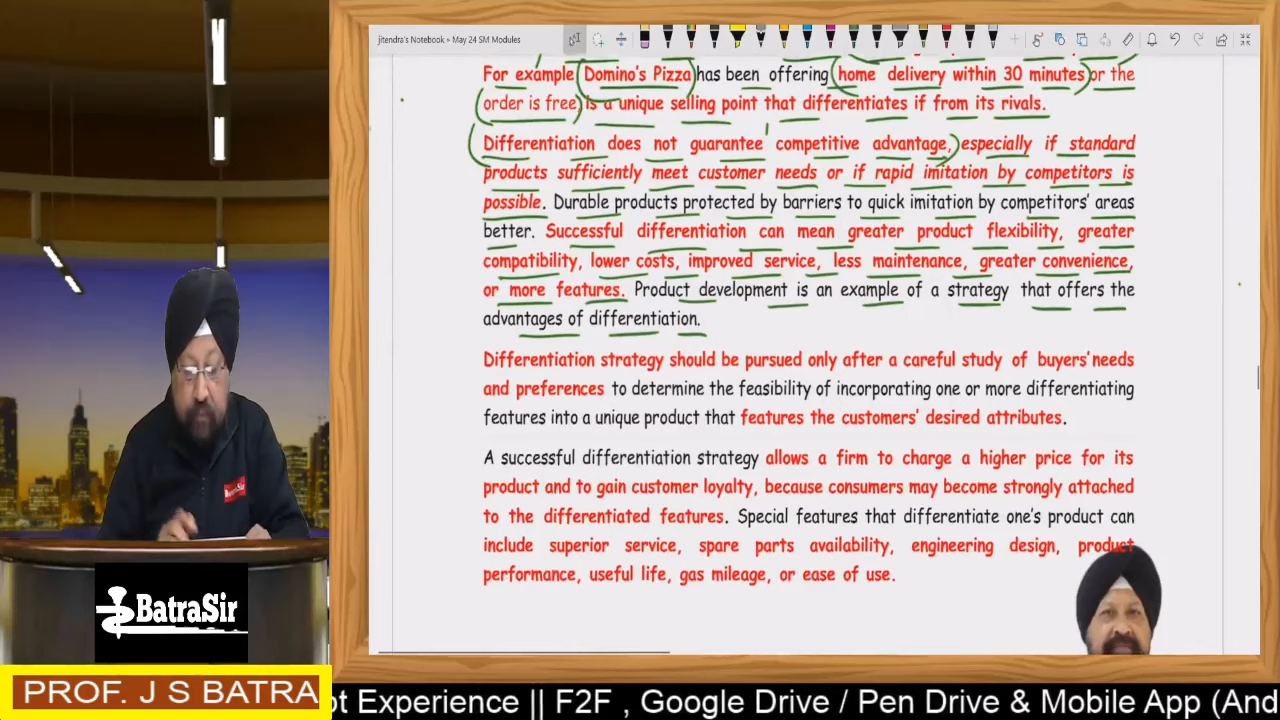 jitendra's Notebook » May 24 SM Modules
For example Domino's Pizza has been offering home delivery within 30 minutes or the
order is free is a unique selling point that differentiates if from its rivals.
Differentiation does not guarantee competitive advantage, especially if standard
products sufficiently meet customer needs or if rapid imitation by competitors is
possible. Durable products protected by barriers to quick imitation by competitors' areas
better. Successful differentiation can mean greater product flexibility, greater
compatibility, lower costs, improved service, less maintenance, greater convenience,
or more features. Product development is an example of a strategy that offers the
advantages of differentiation.
Differentiation strategy should be pursued only after a careful study of buyers' needs
and preferences to determine the feasibility of incorporating one or more differentiating
features into a unique product that features the customers' desired attributes.
A successful differentiation strategy allows a firm to charge a higher price for its
product and to gain customer loyalty, because consumers may become strongly attached
to the differentiated features. Special features that differentiate one's product can
include superior service, spare parts availability, engineering design, product
performance, useful life, gas mileage, or ease of use.
BatraSir
BatraSir
PROF. J S BATRA
ot Experience || F2F , Google Drive / Pen Drive & Mobile App (And